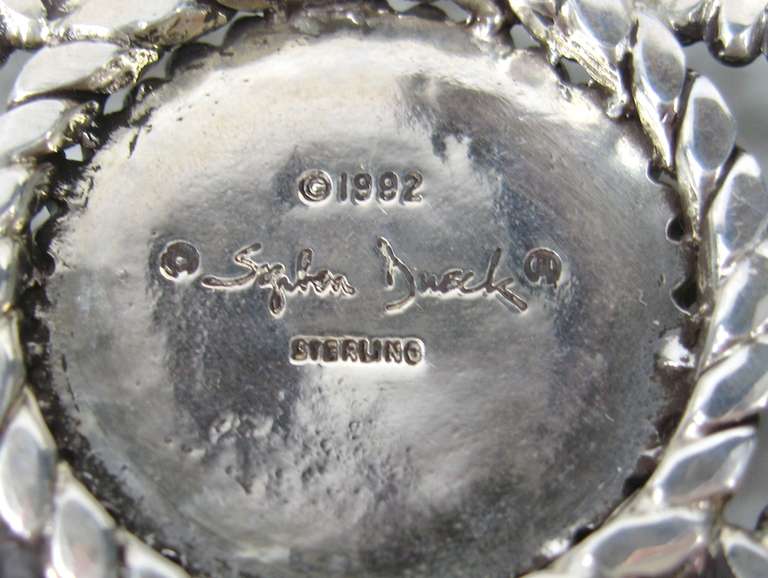 ©1992
© Stephen Dweck ®
STERLING